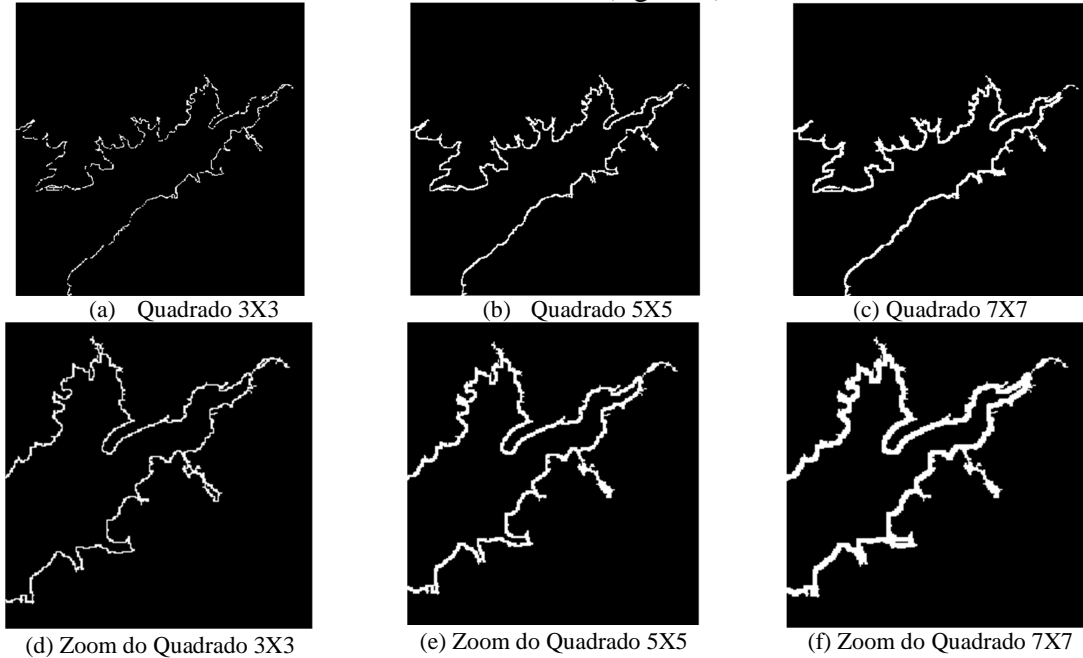 (a) Quadrado 3X3
(b) Quadrado 5X5
(c) Quadrado 7X7
(d) Zoom do Quadrado 3X3
(e) Zoom do Quadrado 5X5
(f) Zoom do Quadrado 7X7